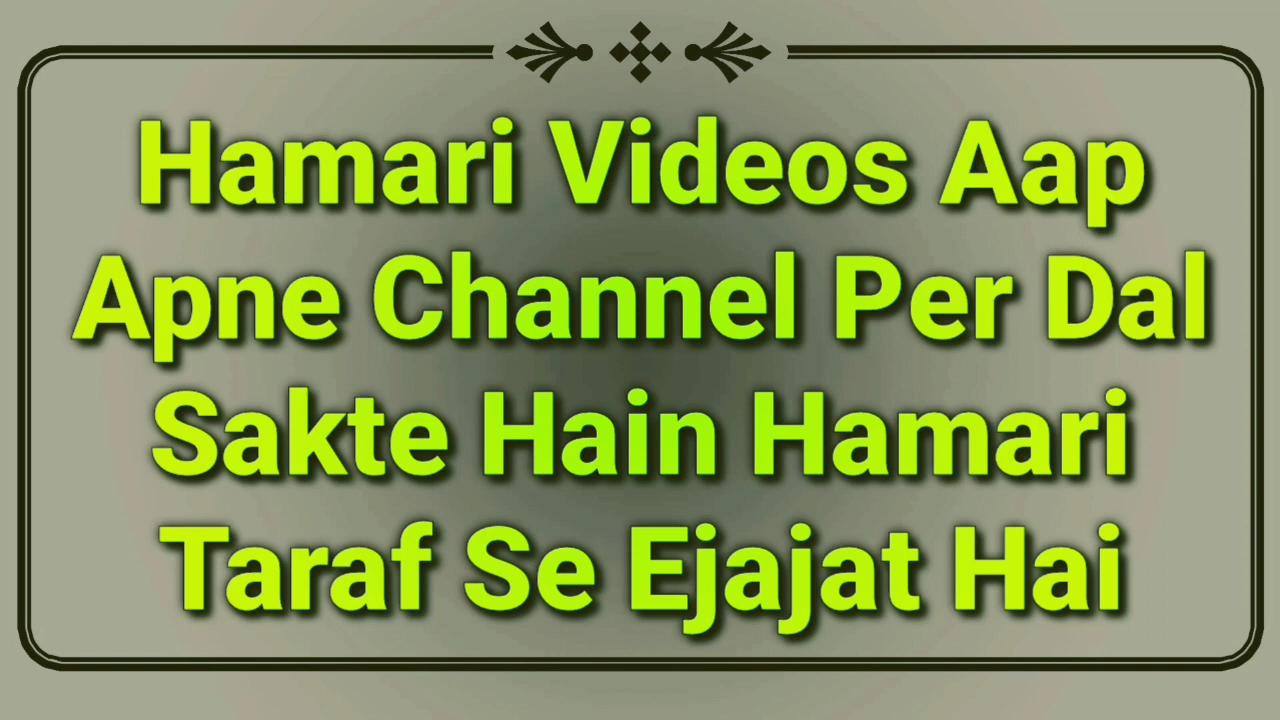 Hamari Videos Aap
Apne Channel Per Dal
Sakte Hain Hamari
Taraf Se Ejajat Hai